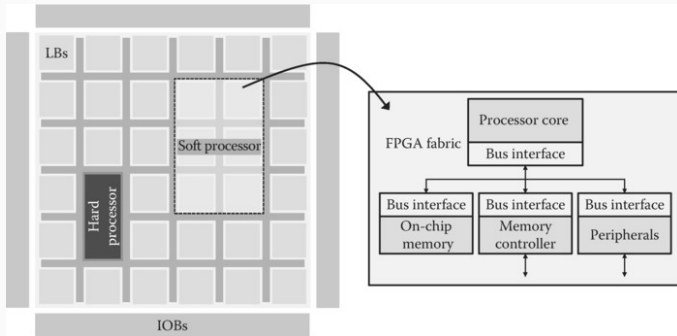 LBs
Soft processor
Hard
processor
IOBs
FPGA fabric
Processor core
Bus interface
Bus interface
On-chip
memory
Bus interface
Memory
controller
Bus interface
Peripherals